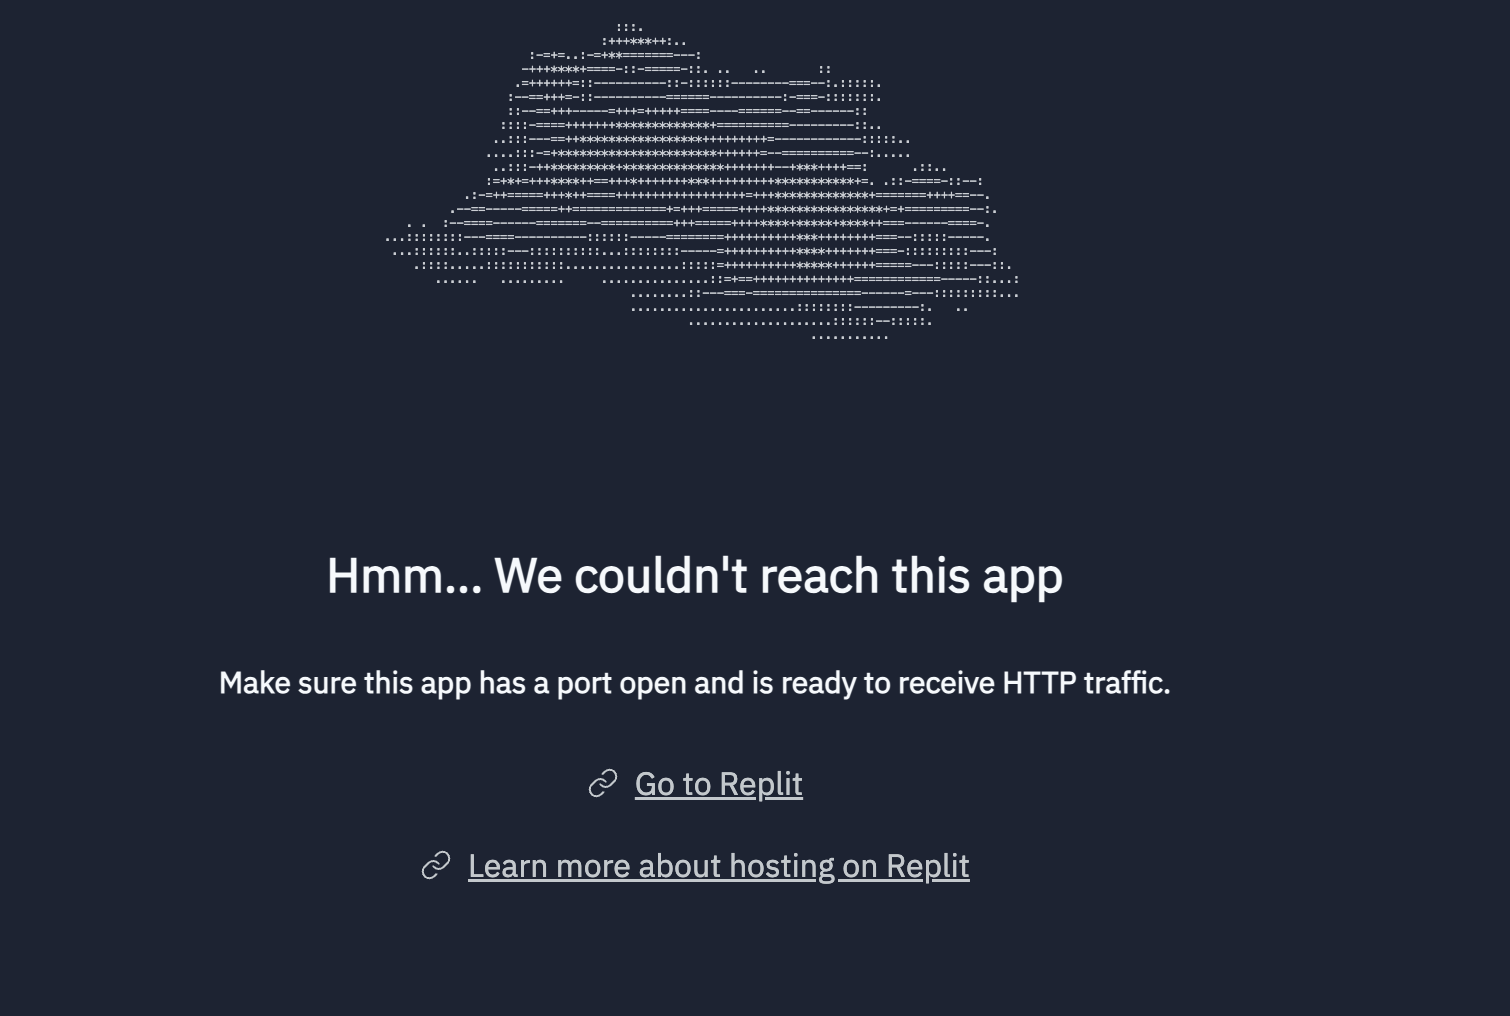 Hmm... We couldn't reach this app
Make sure this app has a port open and is ready to receive HTTP traffic.
Go to Replit
Learn more about hosting on Replit